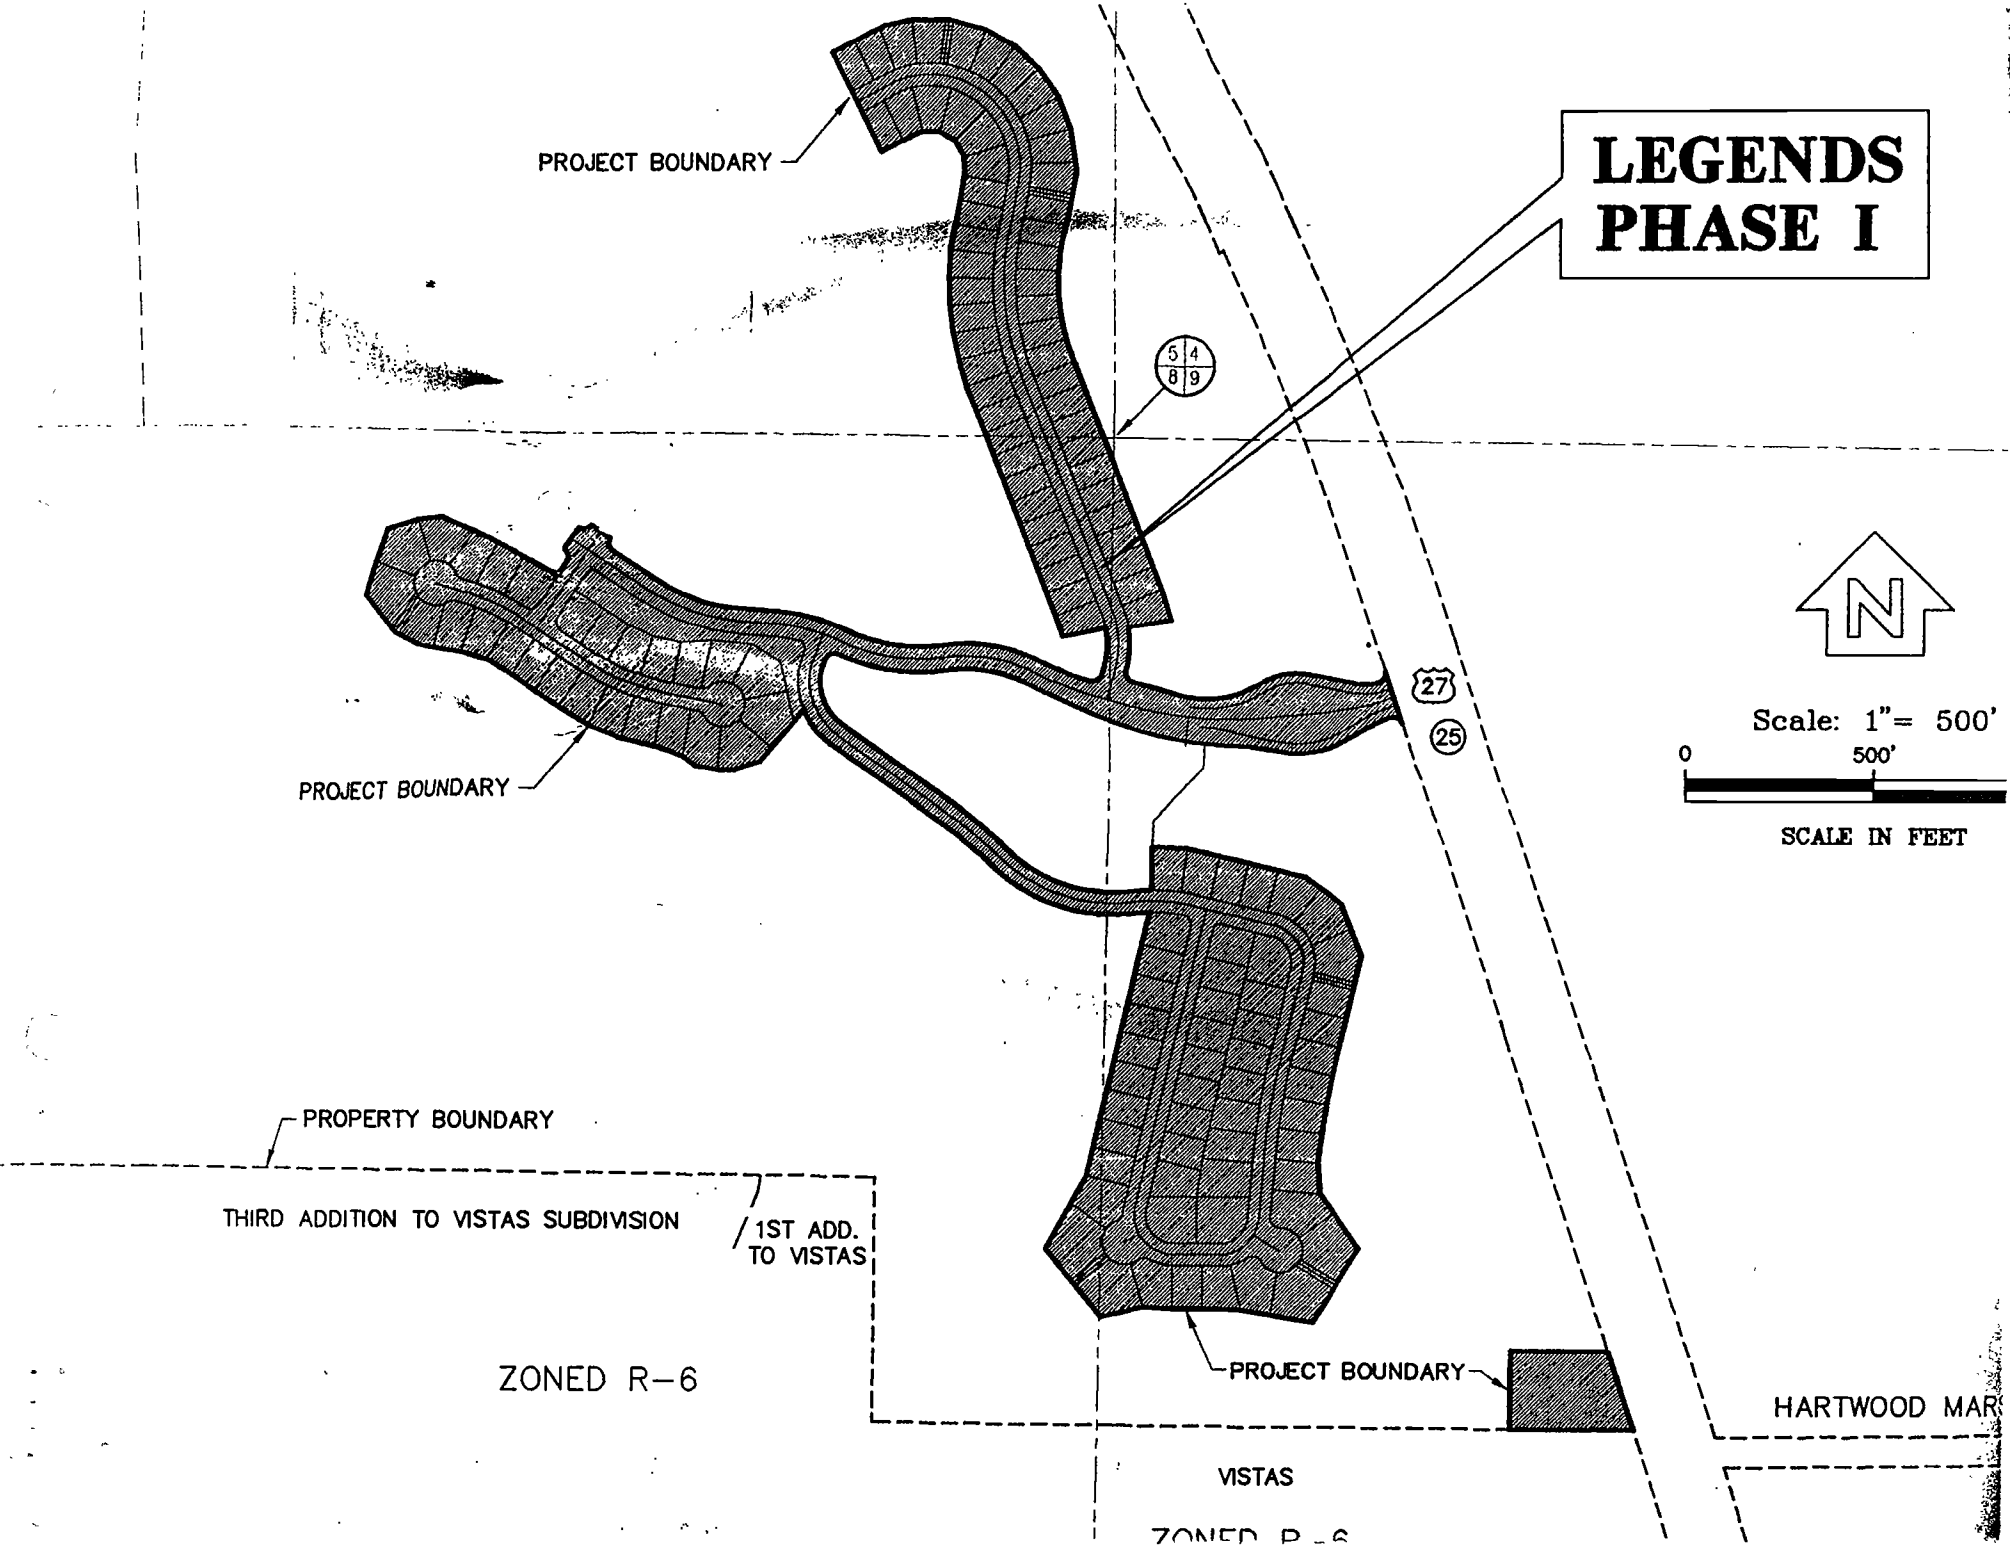 LEGENDS
PHASE I
PROJECT BOUNDARY
5 4
8 9
N
27
25
Scale: 1"= 500'
0 500'
SCALE IN FEET
PROJECT BOUNDARY
PROPERTY BOUNDARY
THIRD ADDITION TO VISTAS SUBDIVISION
1ST ADD.
TO VISTAS
ZONED R-6
PROJECT BOUNDARY
HARTWOOD MAR
VISTAS
ZONED R-6